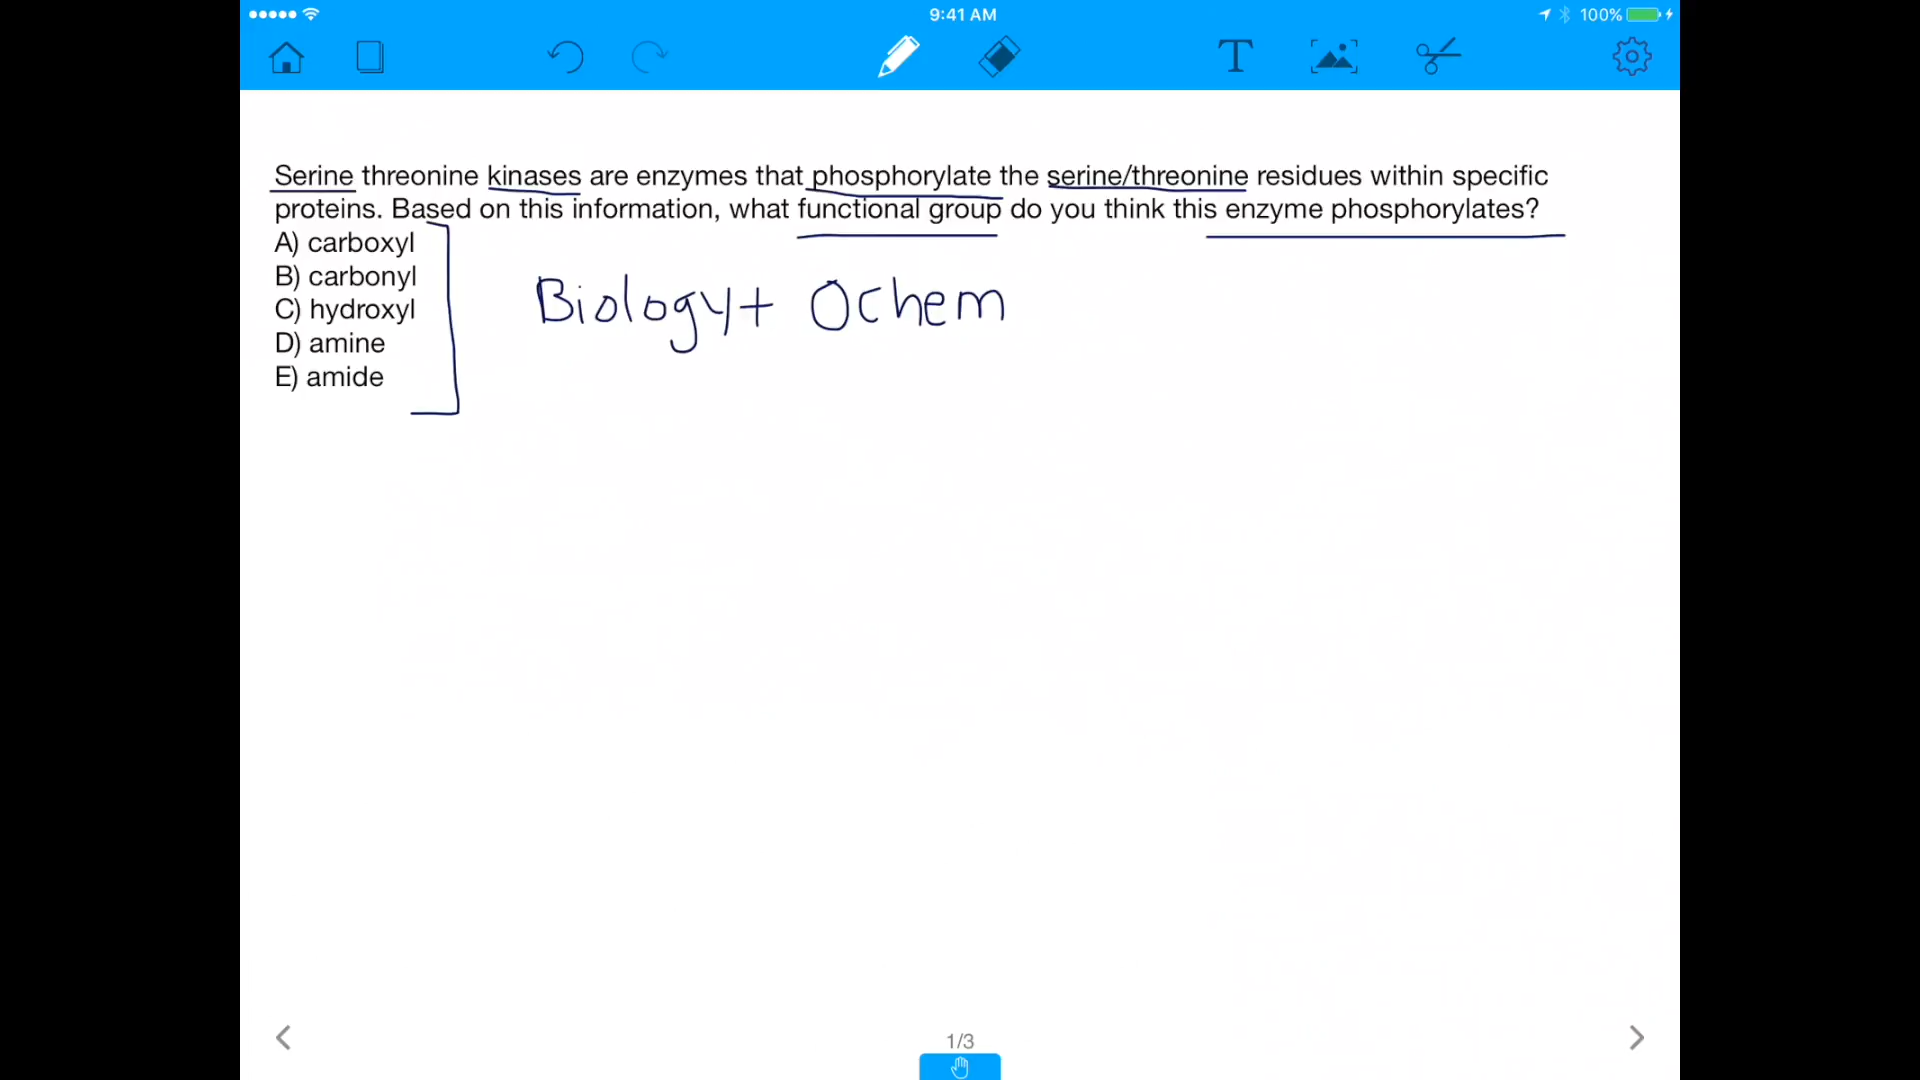 9:41 AM
100%
T
Serine threonine kinases are enzymes that phosphorylate the serine/threonine residues within specific
proteins. Based on this information, what functional group do you think this enzyme phosphorylates?
A) carboxyl
B) carbonyl
C) hydroxyl
D) amine
E) amide
Biology + Ochem
1/3